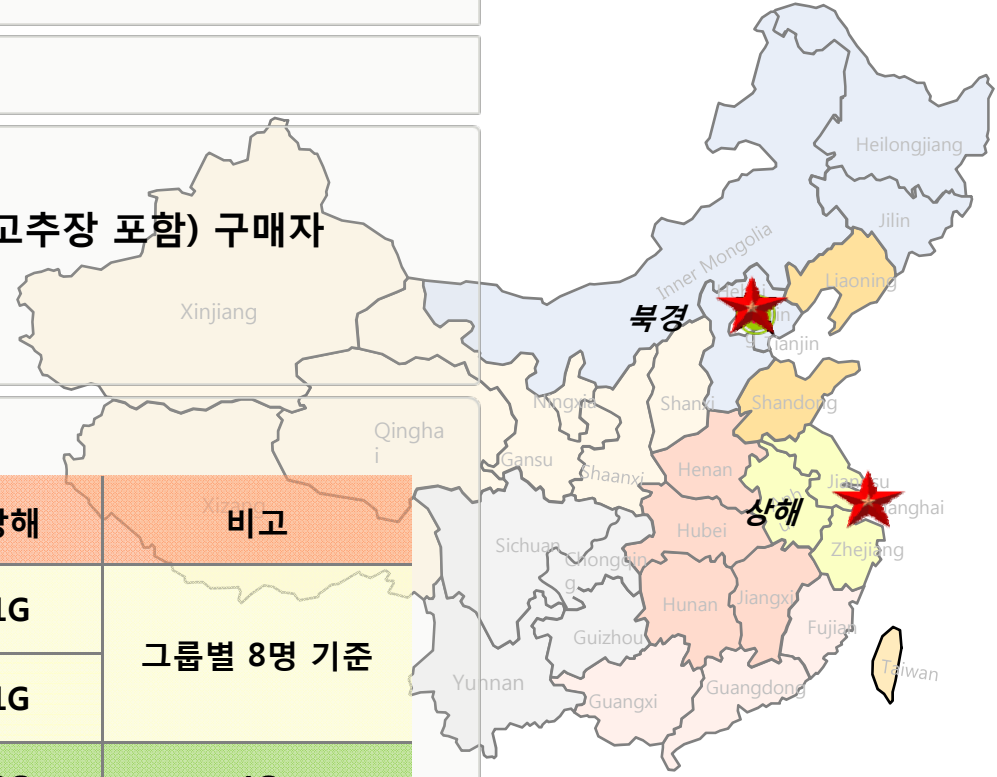 Heilongjiang
Jilin
고추장 포함) 구매자
Inner Mongolia
Liaoning
Xinjiang
북경
Tianjin
Ningxia
Shanxi
Shandong
Qingha
i
Gansu
Shaanxi
Henan
Jiangsu
Xizang
상해
비고
상해
Hubei
Sichuan
Chongqin
g
Zhejiang
1G
Hunan
Jiangxi
Guizhou
Fujian
그룹별 8명 기준
Taiwan
1G
Yunnan
Guangxi
Guangdong